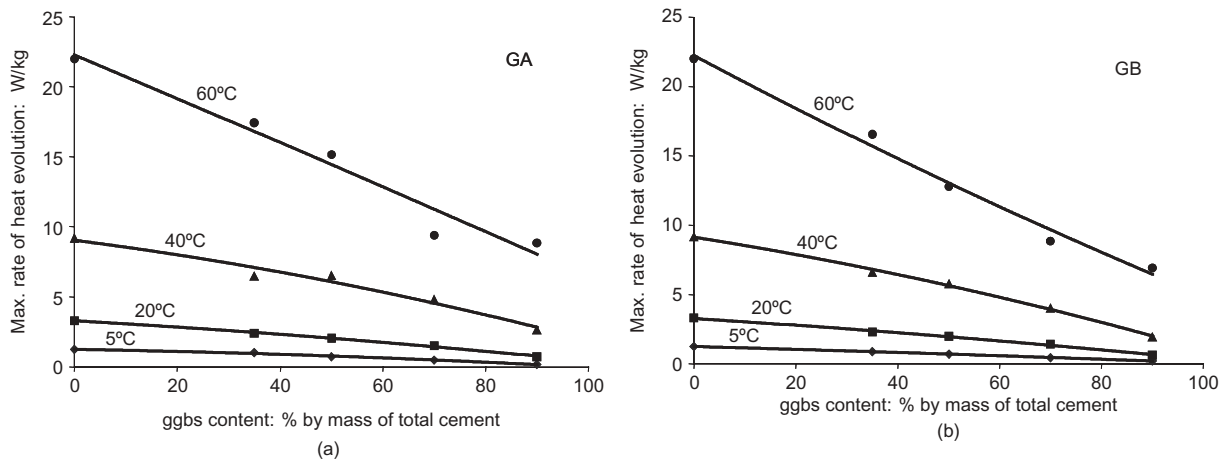 Max. rate of heat evolution: W/kg
25
20
15
10
5
0
GA
60ºC
40ºC
20ºC
5ºC
0 20 40 60 80 100
ggbs content: % by mass of total cement
(a)
Max. rate of heat evolution: W/kg
25
20
15
10
5
0
GB
60ºC
40ºC
20ºC
5ºC
0 20 40 60 80 100
ggbs content: % by mass of total cement
(b)